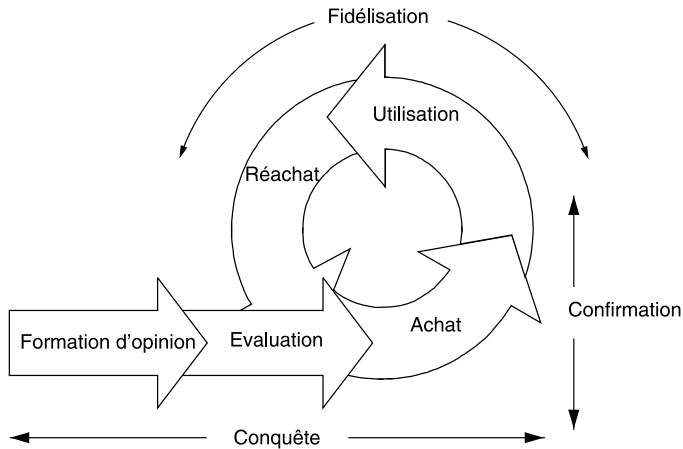 Fidélisation
Utilisation
Réachat
Confirmation
Formation d'opinion
Evaluation
Achat
Conquête